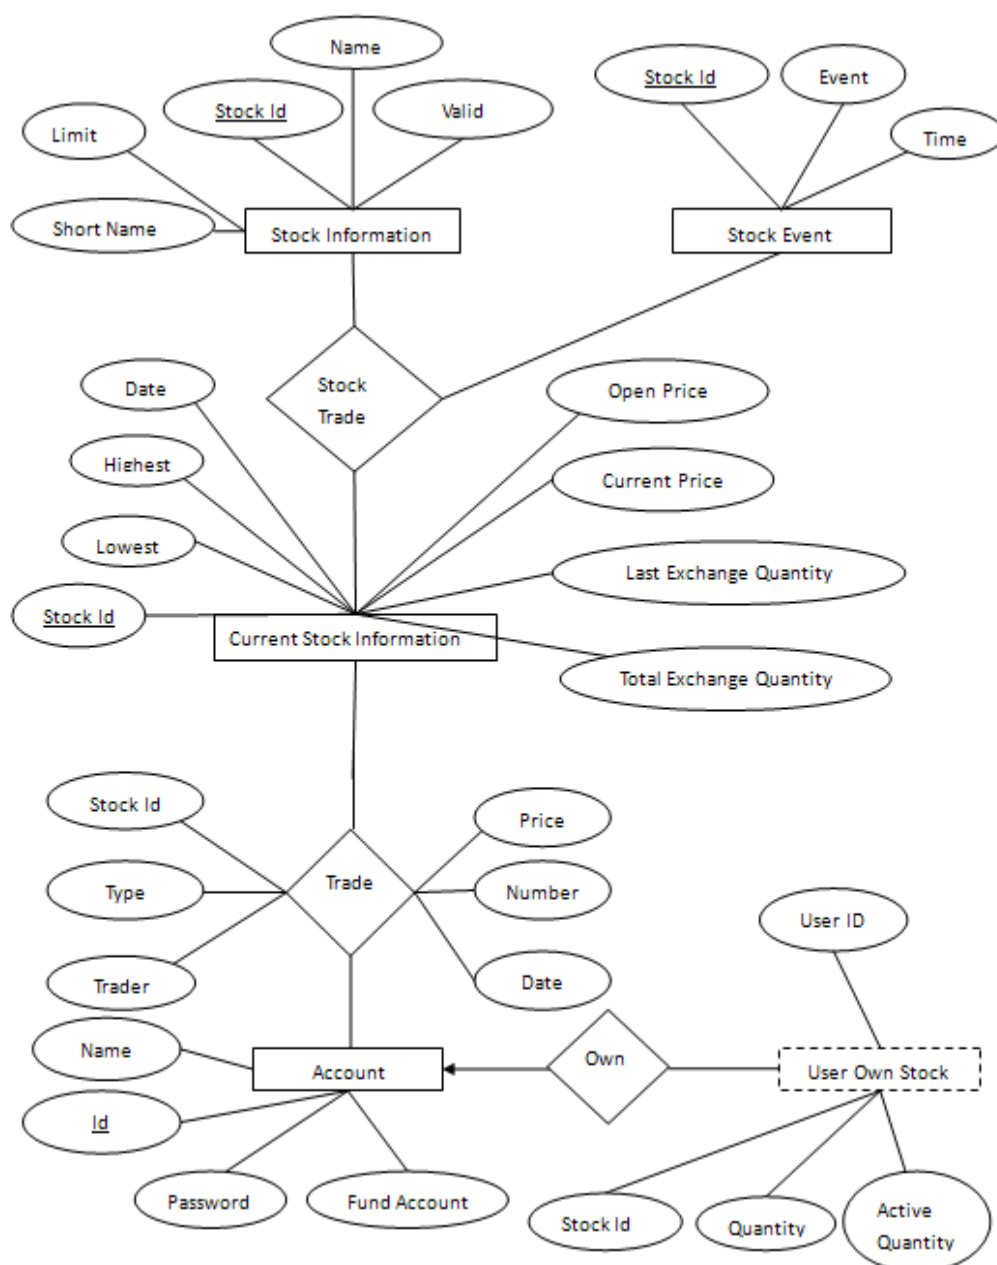 Name
Stock Id
Event
Stock Id
Valid
Limit
Time
Short Name
Stock Information
Stock Event
Date
Stock
Trade
Open Price
Highest
Current Price
Lowest
Last Exchange Quantity
Stock Id
Current Stock Information
Total Exchange Quantity
Stock Id
Price
Type
Trade
Number
User ID
Trader
Date
Name
Own
Account
User Own Stock
Id
Password
Fund Account
Stock Id
Quantity
Active
Quantity